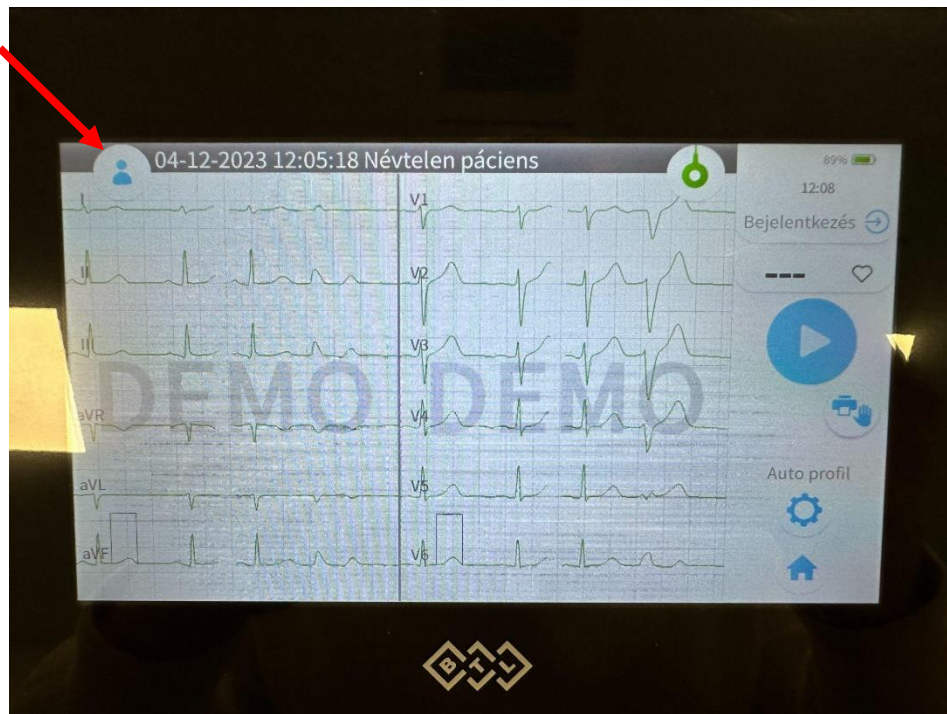 04-12-2023 12:05:18 Névtelen páciens
89%
12:08
Bejelentkezés
---
I
V1
II
V2
III
V3
DEMO DEMO
aVR
V4
Auto profil
aVL
V5
aVF
V6
BTL